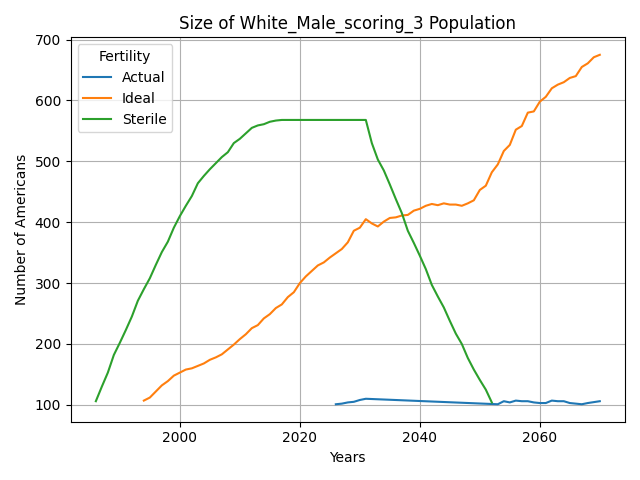 Size of White_Male_scoring_3 Population
Fertility
Actual
Ideal
Sterile
Number of Americans
700
600
500
400
300
200
100
2000
2020
2040
2060
Years